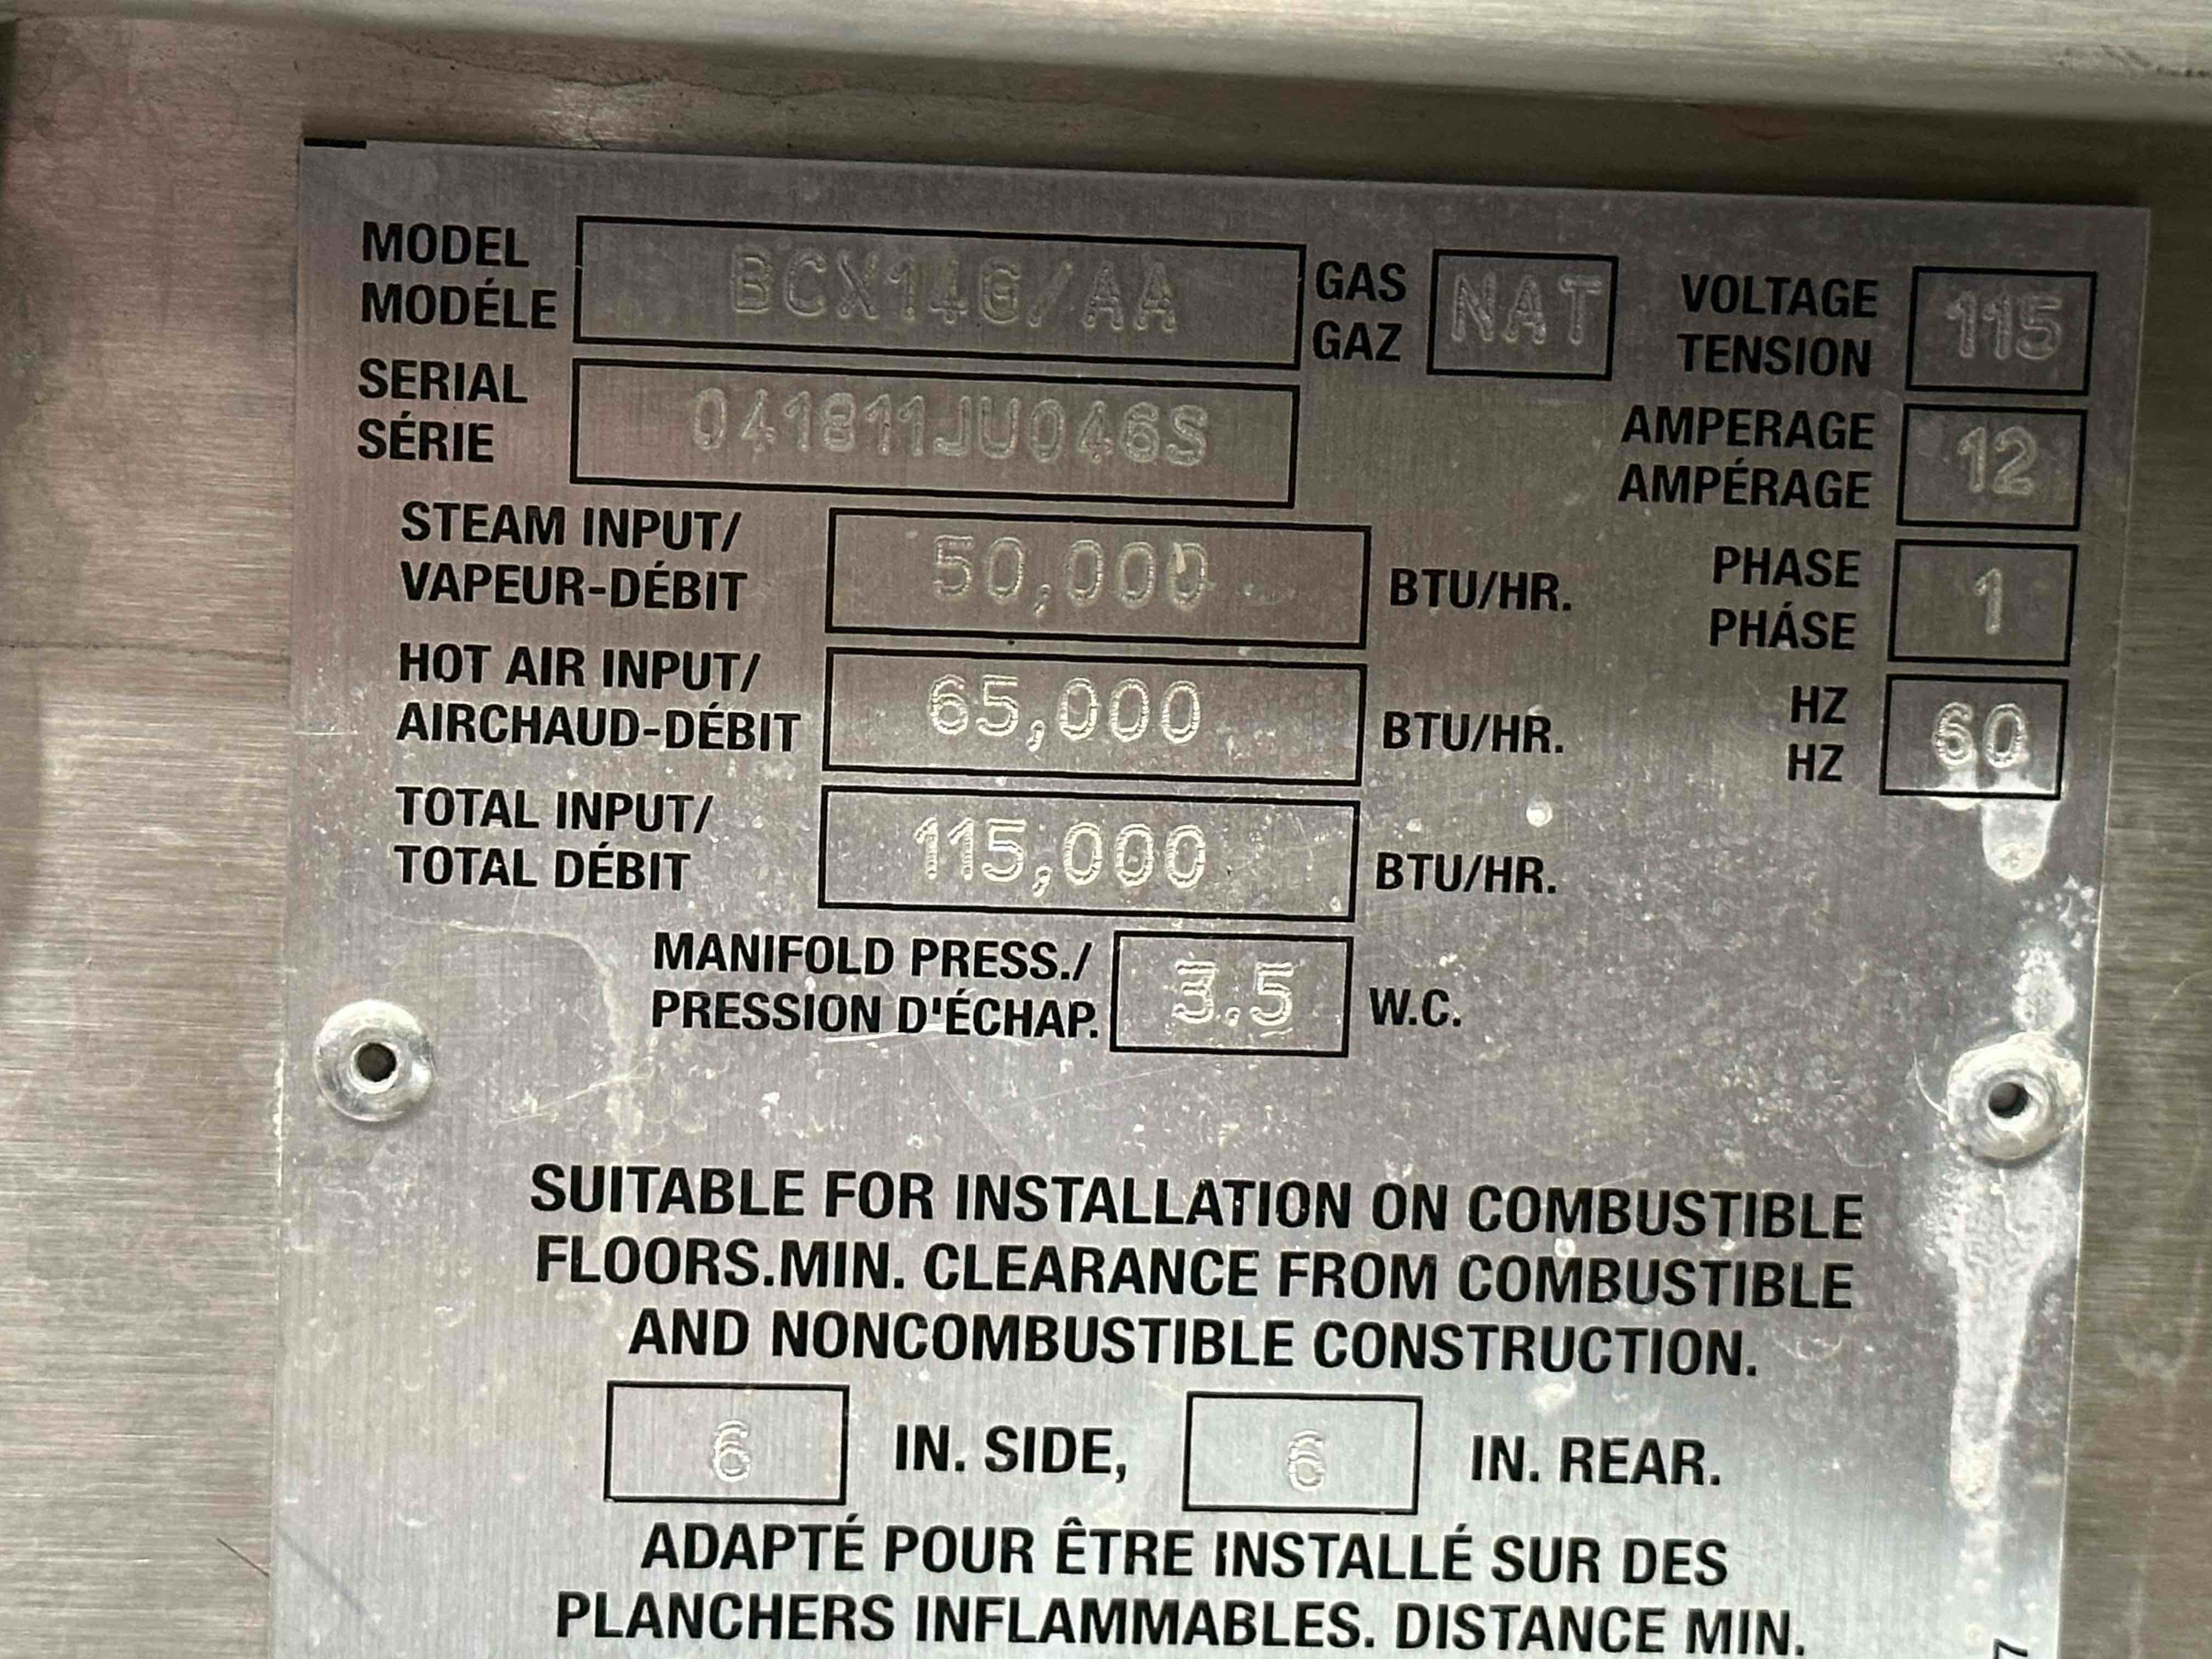 MODEL
MODÉLE
BCX14G/AA
GAS
GAZ
NAT
VOLTAGE
TENSION
115
SERIAL
SÉRIE
041811JU046S
AMPERAGE
AMPÉRAGE
12
STEAM INPUT/
VAPEUR-DÉBIT
50,000
BTU/HR.
PHASE
PHÁSE
1
HOT AIR INPUT/
AIRCHAUD-DÉBIT
65,000
BTU/HR.
HZ
HZ
60
TOTAL INPUT/
TOTAL DÉBIT
115,000
BTU/HR.
MANIFOLD PRESS./
PRESSION D'ÉCHAP.
3.5
W.C.
SUITABLE FOR INSTALLATION ON COMBUSTIBLE
FLOORS.MIN. CLEARANCE FROM COMBUSTIBLE
AND NONCOMBUSTIBLE CONSTRUCTION.
6 IN. SIDE, 6 IN. REAR.
ADAPTÉ POUR ÊTRE INSTALLÉ SUR DES
PLANCHERS INFLAMMABLES. DISTANCE MIN.